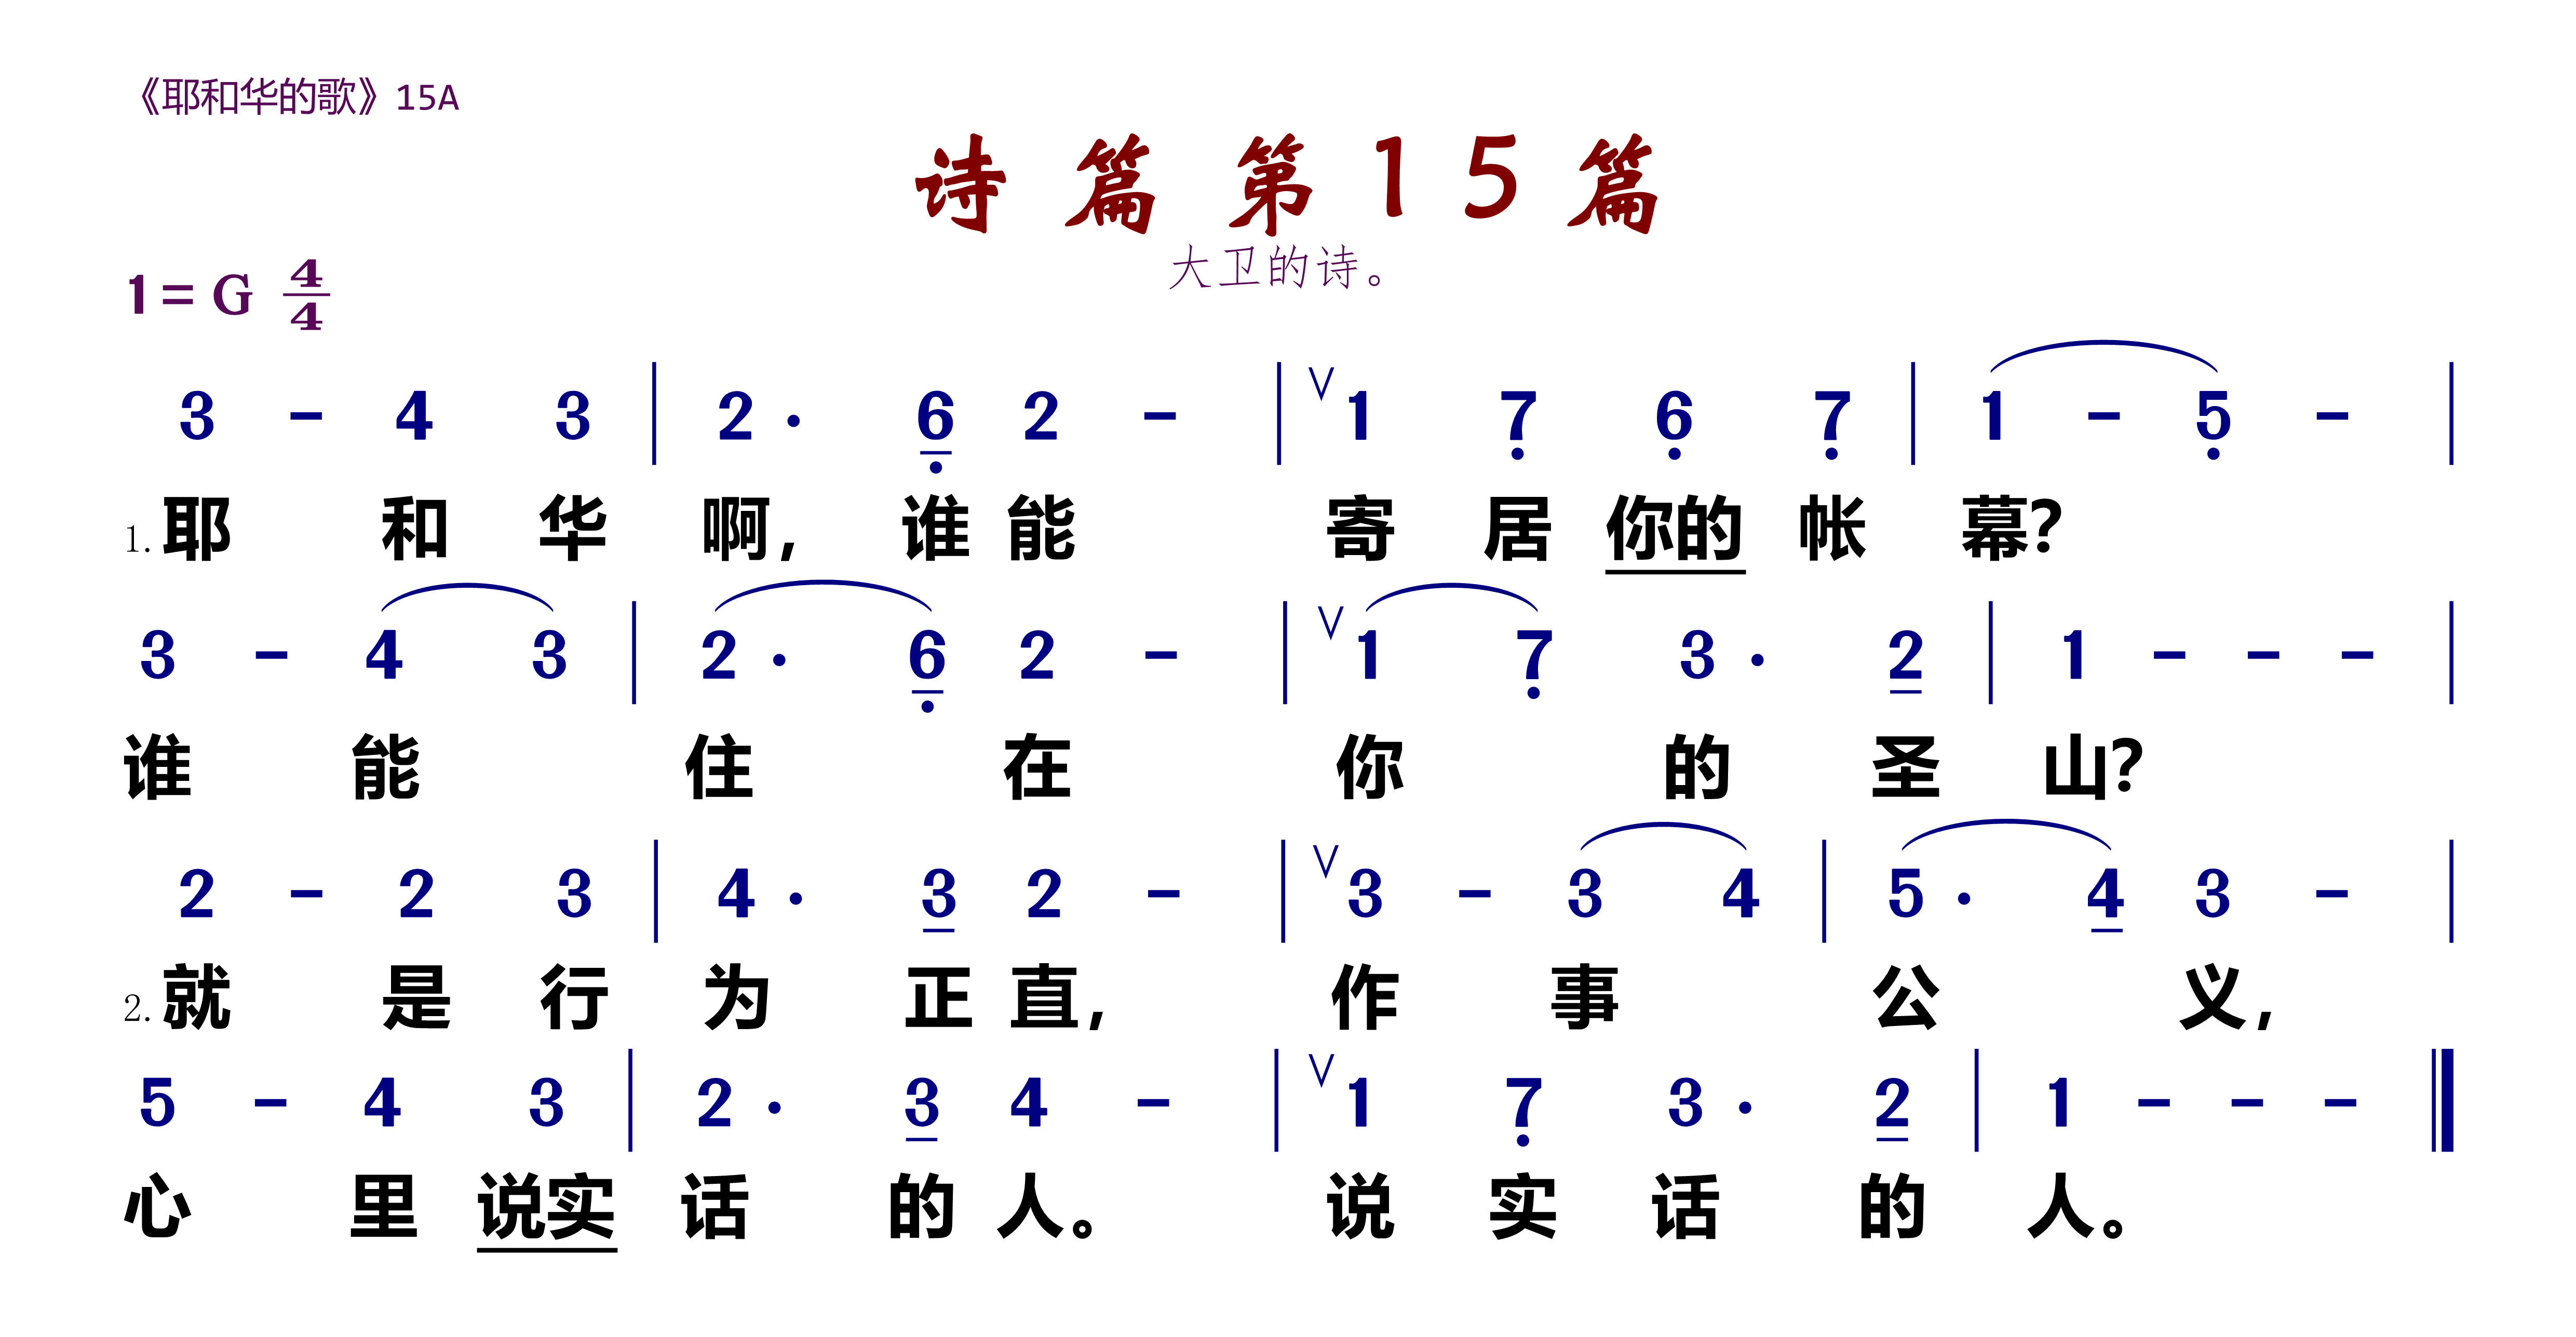 《耶和华的歌》15A
诗篇第15篇
大卫的诗。
1= G 4/4
3 – 4 3 | 2· 6̣ 2 – | ∨1 7̣ 6̣ 7̣ | 1 – 5̣ – |
1.耶 和 华 啊, 谁 能 寄 居 你的 帐 幕?
3 – 4 3 | 2· 6̣ 2 – | ∨1 7̣ 3· 2 | 1 – – – |
谁 能 住 在 你 的 圣 山?
2 – 2 3 | 4· 3 2 – | ∨3 – 3 4 | 5· 4 3 – |
2.就 是 行 为 正 直, 作 事 公 义,
5 – 4 3 | 2· 3 4 – | ∨1 7̣ 3· 2 | 1 – – – ‖
心 里 说实 话 的 人。 说 实 话 的 人。